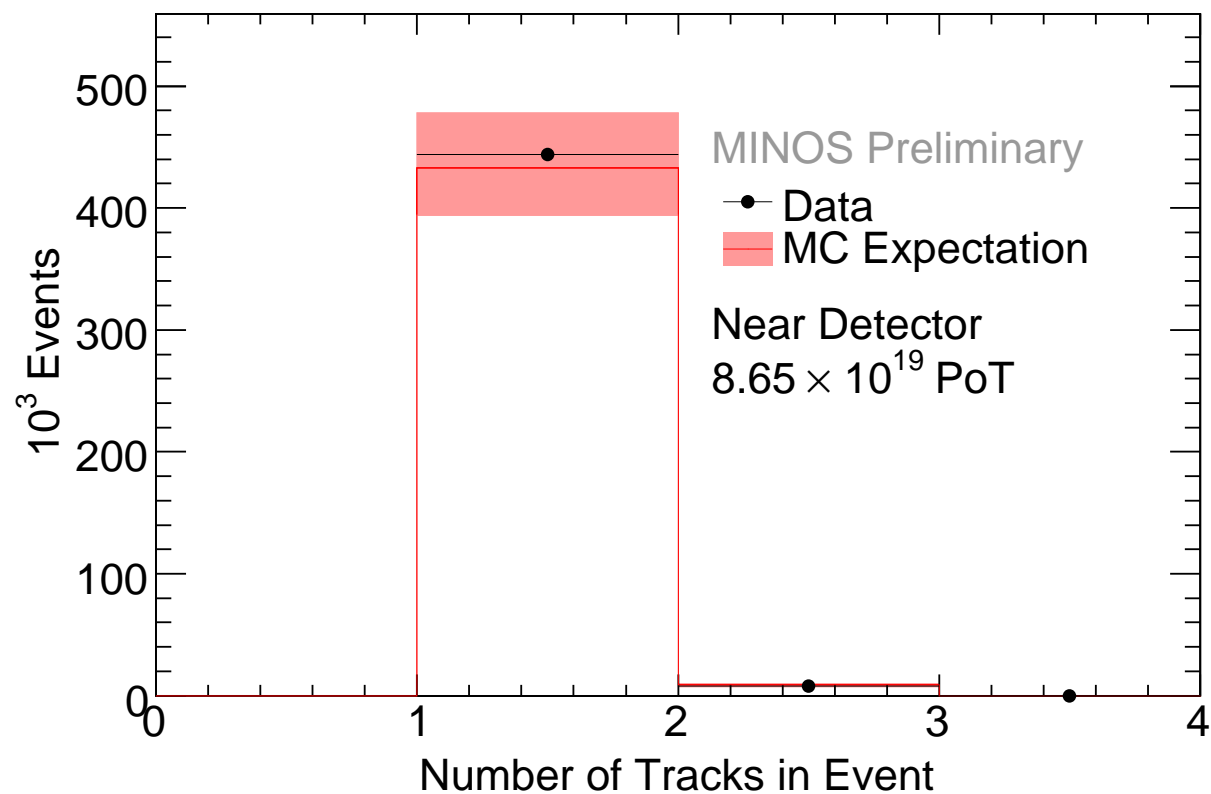 500
400
300
200
100
0
10³ Events
MINOS Preliminary
Data
MC Expectation
Near Detector
8.65 × 10¹⁹ PoT
0 1 2 3 4
Number of Tracks in Event